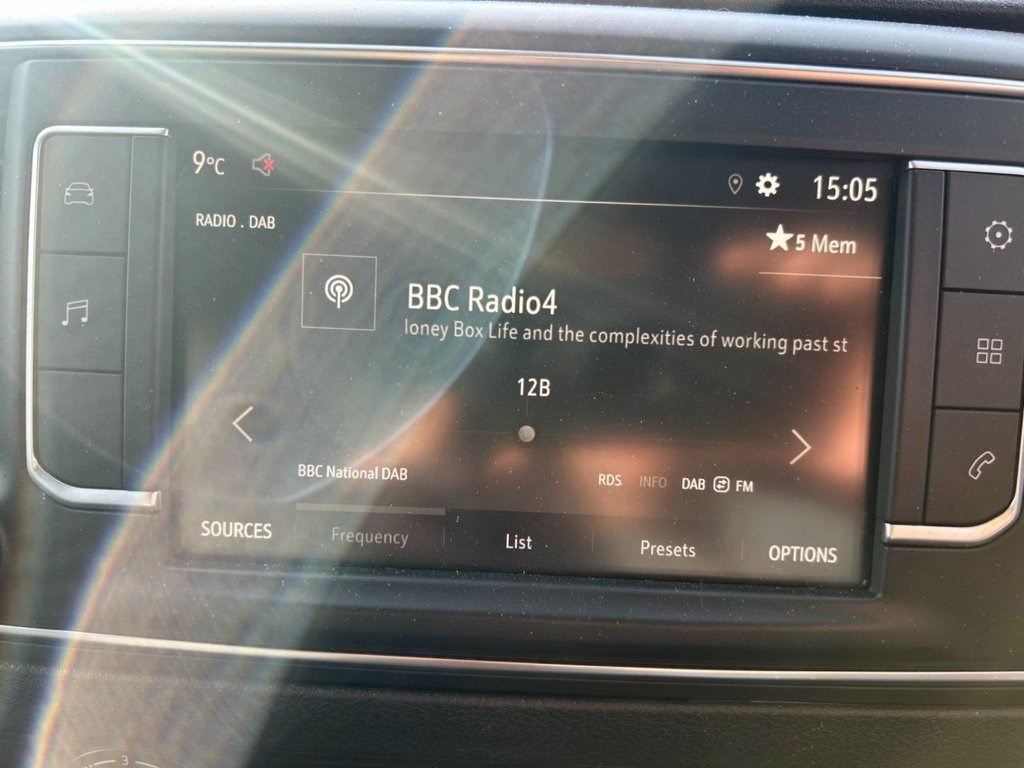 9°C
15:05
RADIO . DAB
5 Mem
BBC Radio4
loney Box Life and the complexities of working past st
12B
BBC National DAB
RDS INFO DAB FM
SOURCES Frequency List Presets OPTIONS
3